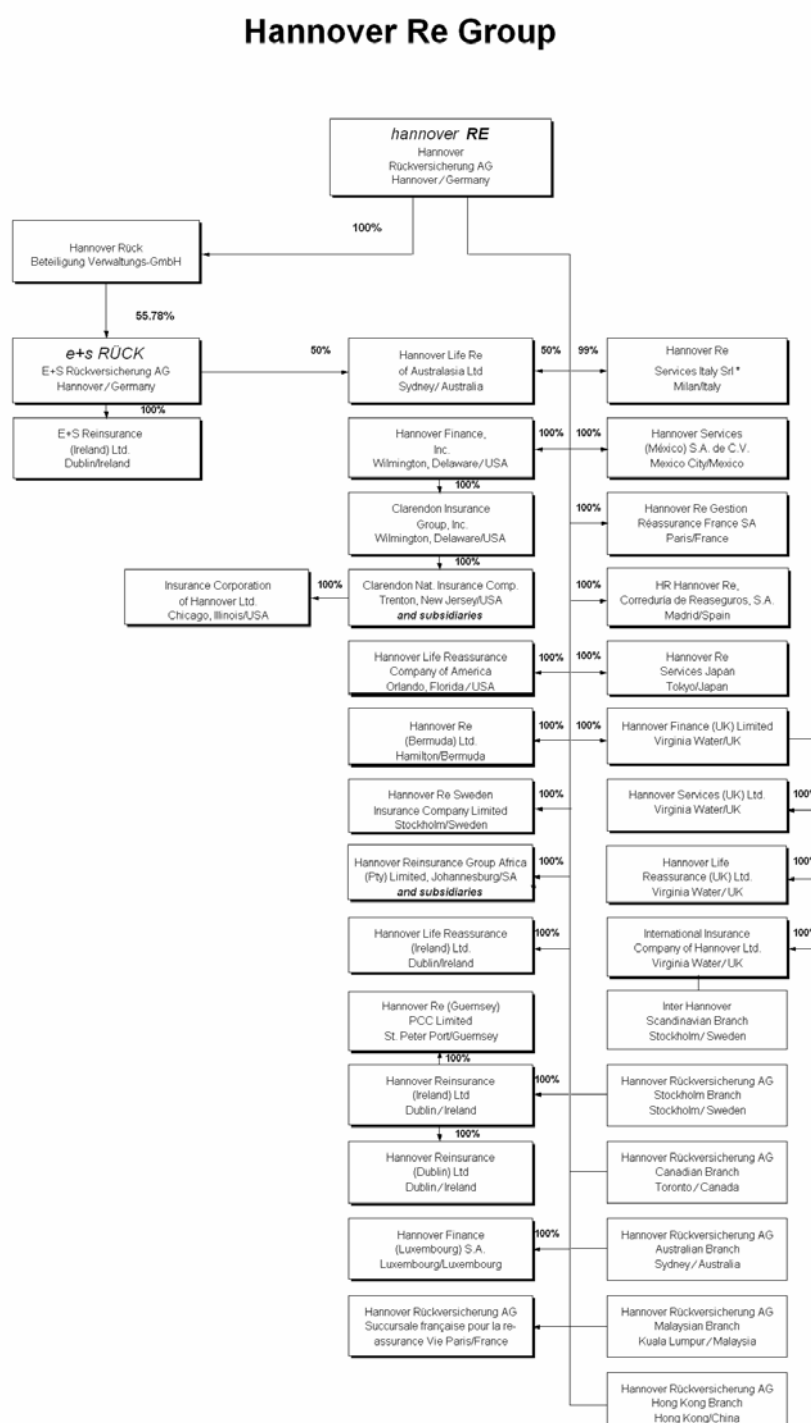 Hannover Re Group
hannover RE
Hannover
Rückversicherung AG
Hannover/Germany
100%
Hannover Rück
Beteiligung Verwaltungs-GmbH
55.78%
e+s RÜCK
E+S Rückversicherung AG
Hannover/Germany
50%
Hannover Life Re
of Australasia Ltd
Sydney/Australia
50%
99%
Hannover Re
Services Italy Srl *
Milan/Italy
100%
E+S Reinsurance
(Ireland) Ltd.
Dublin/Ireland
Hannover Finance,
Inc.
Wilmington, Delaware/USA
100%
100%
Hannover Services
(México) S.A. de C.V.
Mexico City/Mexico
100%
Clarendon Insurance
Group, Inc.
Wilmington, Delaware/USA
100%
Hannover Re Gestion
Réassurance France SA
Paris/France
100%
Insurance Corporation
of Hannover Ltd.
Chicago, Illinois/USA
100%
Clarendon Nat. Insurance Comp.
Trenton, New Jersey/USA
and subsidiaries
100%
HR Hannover Re,
Correduría de Reaseguros, S.A.
Madrid/Spain
Hannover Life Reassurance
Company of America
Orlando, Florida/USA
100%
100%
Hannover Re
Services Japan
Tokyo/Japan
Hannover Re
(Bermuda) Ltd.
Hamilton/Bermuda
100%
100%
Hannover Finance (UK) Limited
Virginia Water/UK
Hannover Re Sweden
Insurance Company Limited
Stockholm/Sweden
100%
Hannover Services (UK) Ltd.
Virginia Water/UK
100%
Hannover Reinsurance Group Africa
(Pty) Limited, Johannesburg/SA
and subsidiaries
100%
Hannover Life
Reassurance (UK) Ltd.
Virginia Water/UK
100%
Hannover Life Reassurance
(Ireland) Ltd.
Dublin/Ireland
100%
International Insurance
Company of Hannover Ltd.
Virginia Water/UK
100%
Hannover Re (Guernsey)
PCC Limited
St. Peter Port/Guernsey
Inter Hannover
Scandinavian Branch
Stockholm/Sweden
100%
Hannover Reinsurance
(Ireland) Ltd
Dublin/Ireland
100%
Hannover Rückversicherung AG
Stockholm Branch
Stockholm/Sweden
100%
Hannover Reinsurance
(Dublin) Ltd
Dublin/Ireland
Hannover Rückversicherung AG
Canadian Branch
Toronto/Canada
Hannover Finance
(Luxembourg) S.A.
Luxembourg/Luxembourg
100%
Hannover Rückversicherung AG
Australian Branch
Sydney/Australia
Hannover Rückversicherung AG
Succursale française pour la re-
assurance Vie Paris/France
Hannover Rückversicherung AG
Malaysian Branch
Kuala Lumpur/Malaysia
Hannover Rückversicherung AG
Hong Kong Branch
Hong Kong/China